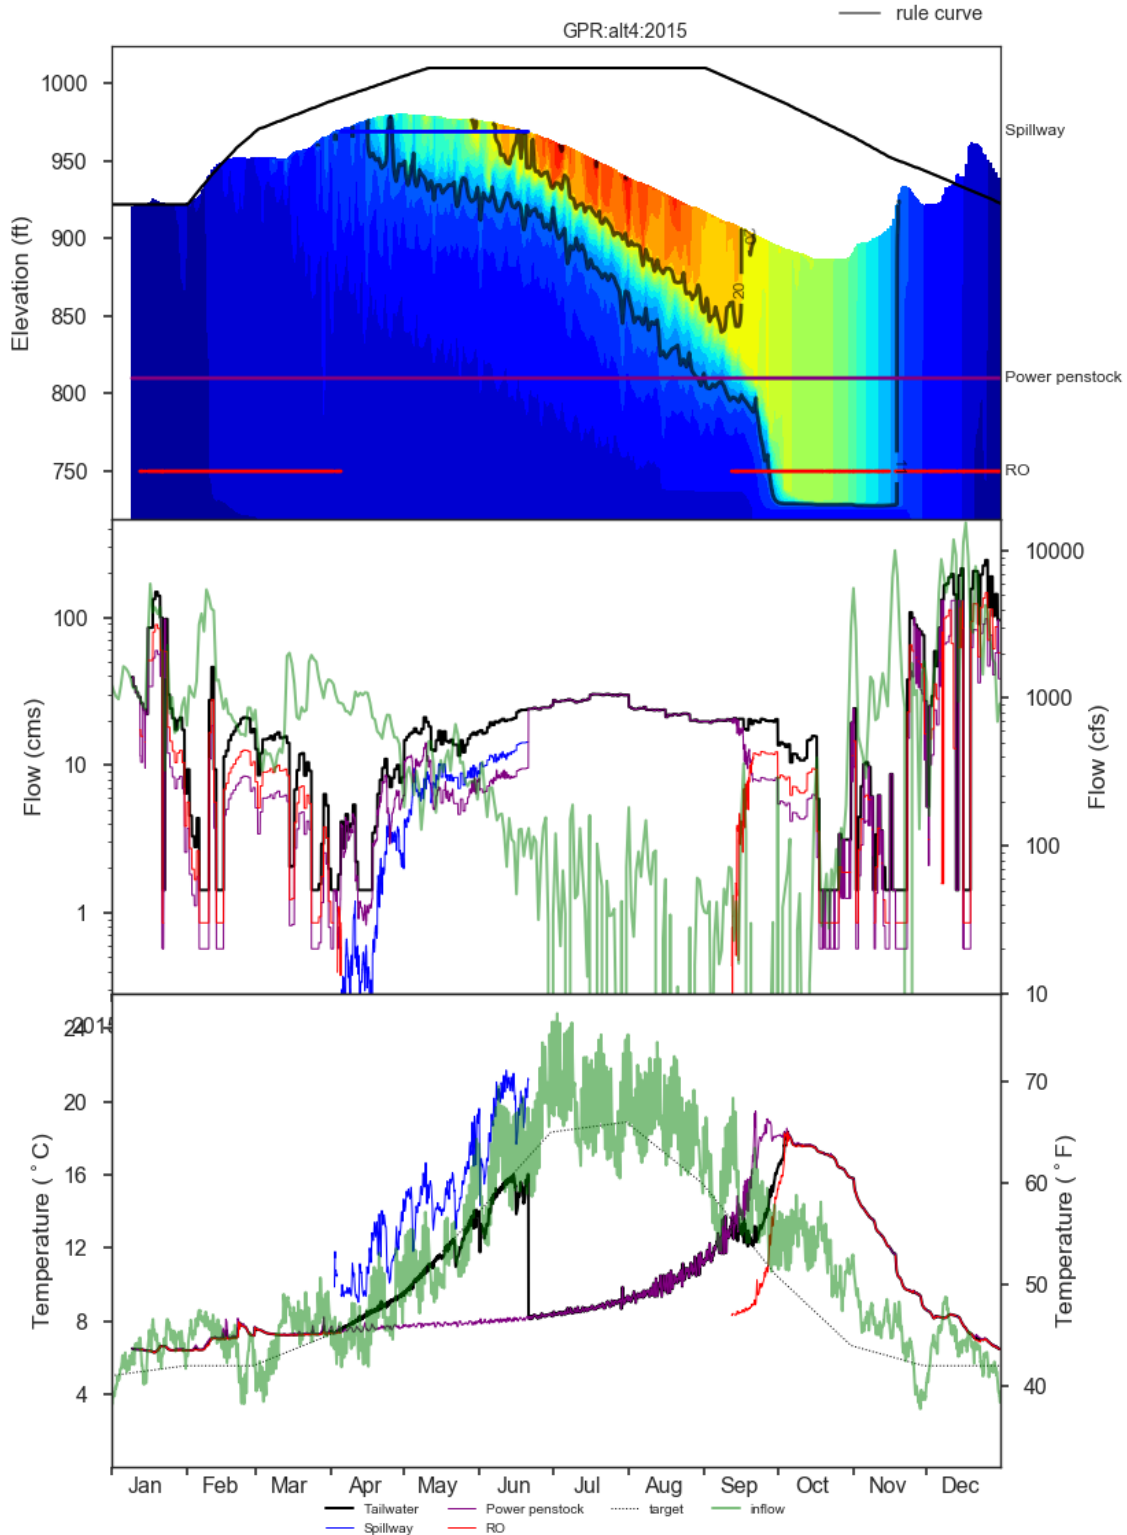 rule curve
GPR:alt4:2015
1000
950
900
850
800
750
Elevation (ft)
Spillway
Power penstock
RO
20
20
100
10
1
Flow (cms)
10000
1000
100
10
Flow (cfs)
2015
24
20
16
12
8
4
Temperature ( ° C)
70
60
50
40
Temperature ( ° F)
Jan Feb Mar Apr May Jun Jul Aug Sep Oct Nov Dec
Tailwater Power penstock target inflow
Spillway RO